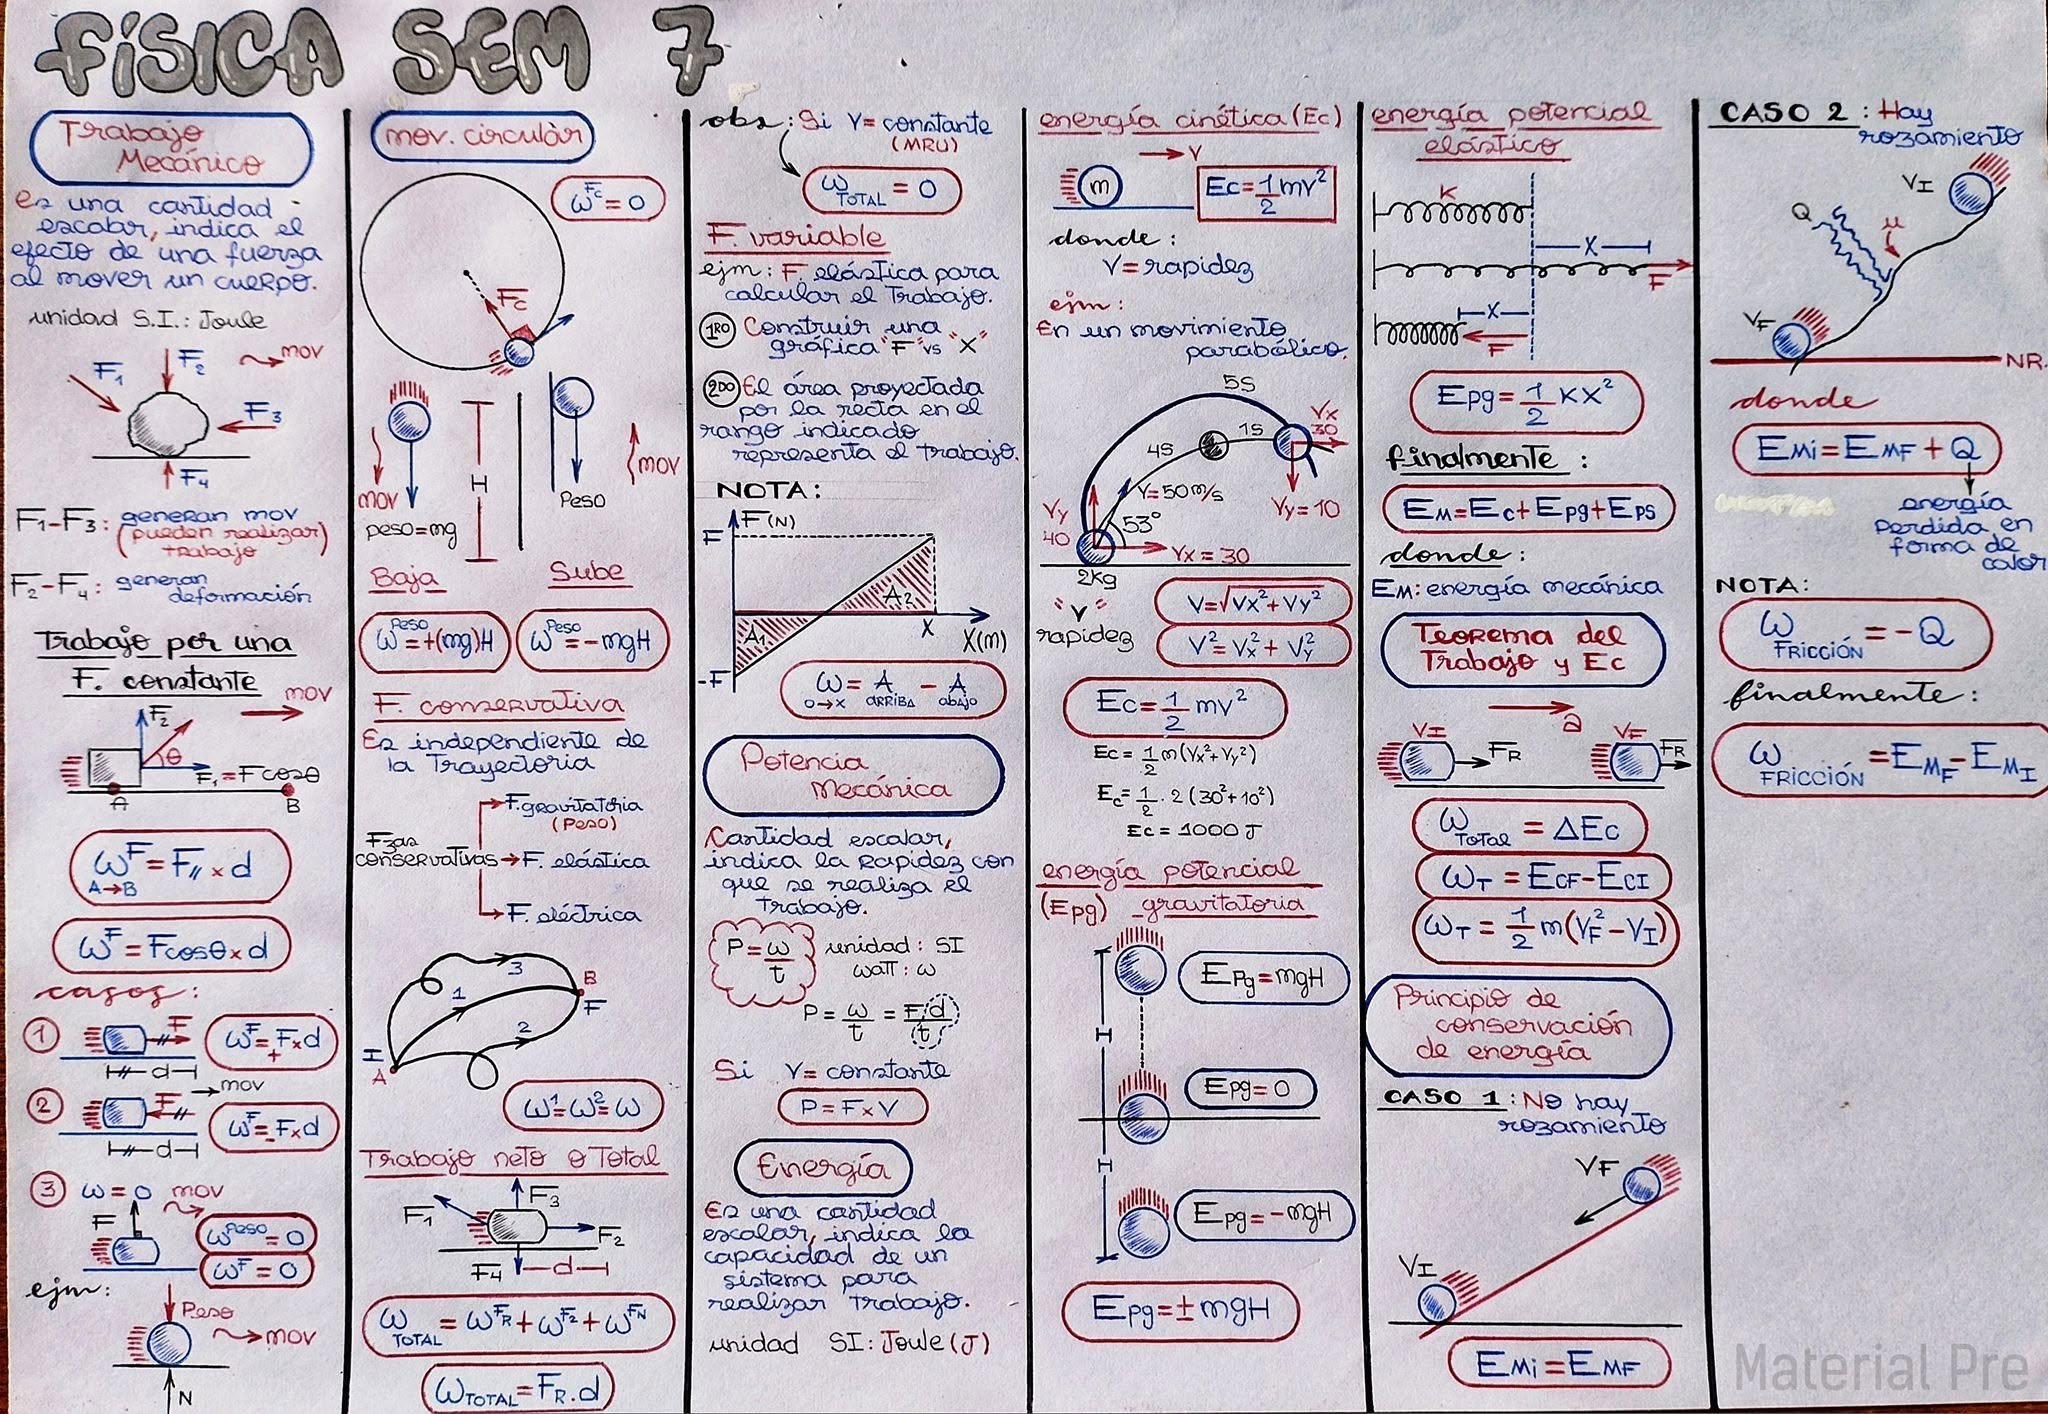 FÍSICA SEM 7
Trabajo
Mecánico
es una cantidad
escalar, indica el
efecto de una fuerza
al mover un cuerpo.
unidad S.I.: Joule
F1
F2
mov
F3
F4
F1-F3: generan mov
(pueden realizar)
trabajo
F2-F4: generan
deformación
Trabajo por una
F. constante
mov
F2
θ
F1=Fcosθ
A
B
W^F A→B = F// x d
W^F = Fcosθ x d
casos:
1
F
W^F = + F x d
d
2
mov
F
W^F = - F x d
d
3
W=0
mov
F
W^Peso = 0
W^F = 0
ejm:
Peso
mov
N
mov. circular
W^Fc = 0
Fc
mov
peso=mg
H
Peso
mov
Baja
Sube
W^Peso = +(mg)H
W^Peso = -mgH
F. conservativa
Es independiente de
la Trayectoria
Fzas
conservativas
F. gravitatoria
(Peso)
F. elástica
F. eléctrica
3
1
2
B
F
I
A
W^1 = W^2 = W
Trabajo neto o Total
F1
F3
F2
F4
d
W TOTAL = W^FR + W^F2 + W^FN
W TOTAL = FR . d
obs: Si V= constante
(MRU)
W TOTAL = 0
F. variable
ejm: F. elástica para
calcular el Trabajo.
1RO Construir una
gráfica "F" vs "X"
2DO El área proyectada
por la recta en el
rango indicado
representa el trabajo.
NOTA:
F(N)
F
A2
A1
X
X(m)
-F
W 0→X = A ARRIBA - A abajo
Potencia
Mecánica
Cantidad escalar,
indica la rapidez con
que se realiza el
trabajo.
P = W/t
unidad: SI
watt: W
P = W/t = F.d/t
Si V= constante
P = F x V
Energía
Es una cantidad
escalar, indica la
capacidad de un
sistema para
realizar trabajo.
unidad SI: Joule (J)
energía cinética (Ec)
V
m
Ec = 1/2 mv²
donde:
V= rapidez
ejm:
En un movimiento
parabólico.
5s
Vx
30
1s
4s
V=50m/s
Vy
40
53°
Vy= 10
Vx = 30
2kg
"V"
rapidez
V=√Vx²+Vy²
V²= Vx²+ Vy²
Ec = 1/2 mv²
Ec = 1/2 m(Vx²+Vy²)
Ec = 1/2 . 2 (30²+10²)
Ec = 1000 J
energía potencial
(Epg) gravitatoria
H
Epg=mgH
Epg=0
H
Epg=-mgH
Epg=± mgH
energía potencial
elástico
K
X
F
X
F
Epg = 1/2 KX²
finalmente:
EM=Ec+Epg+EPS
donde:
EM: energía mecánica
Teorema del
Trabajo y Ec
a
VI
FR
VF
FR
W TOTAL = ΔEc
WT = ECF-ECI
WT = 1/2 m(VF²-VI)
Principio de
conservación
de energía
CASO 1: No hay
rozamiento
VF
VI
EMi=EMF
CASO 2: Hay
rozamiento
VI
Q
μ
VF
NR.
donde
EMi=EMF+Q
energía
perdida en
forma de
calor
NOTA:
W FRICCIÓN = -Q
finalmente:
W FRICCIÓN = EMF - EMI
Material Pre